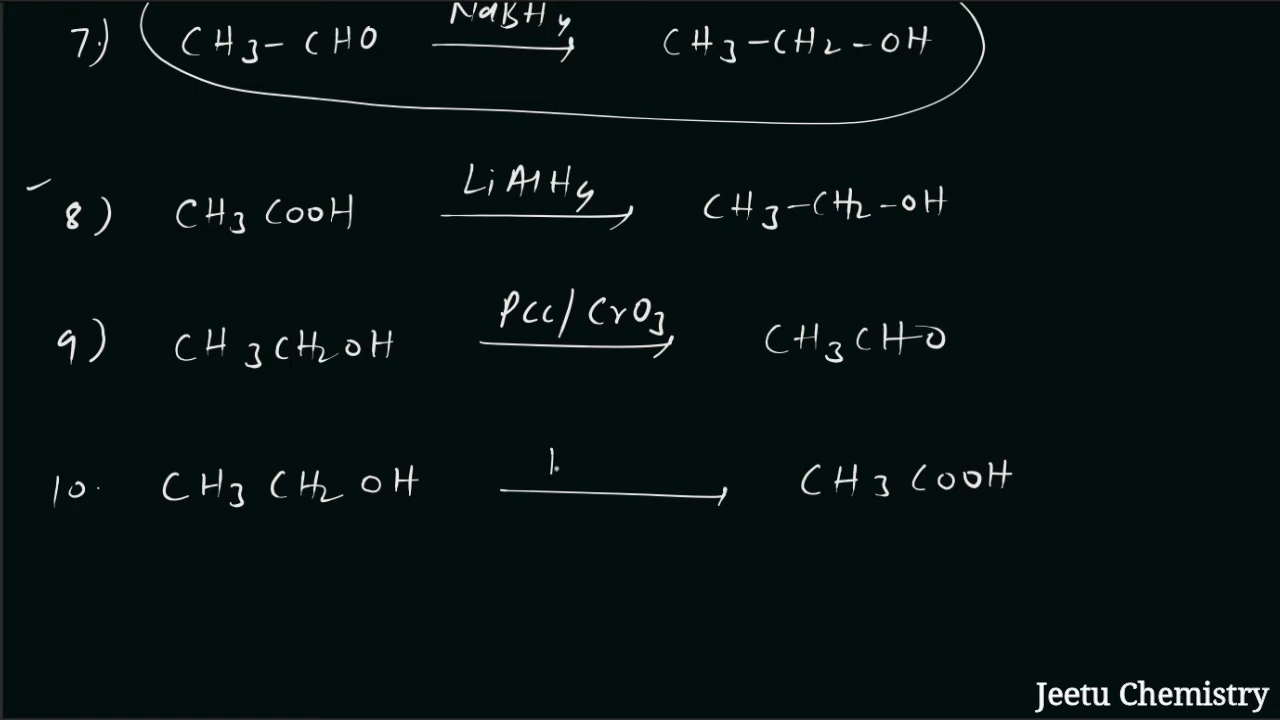 7.) CH3- CHO NaBH4 → CH3-CH2-OH
8) CH3COOH LiAlH4 → CH3-CH2-OH
9) CH3CH2OH PCC/CrO3 → CH3CHO
10. CH3CH2OH → CH3COOH
Jeetu Chemistry